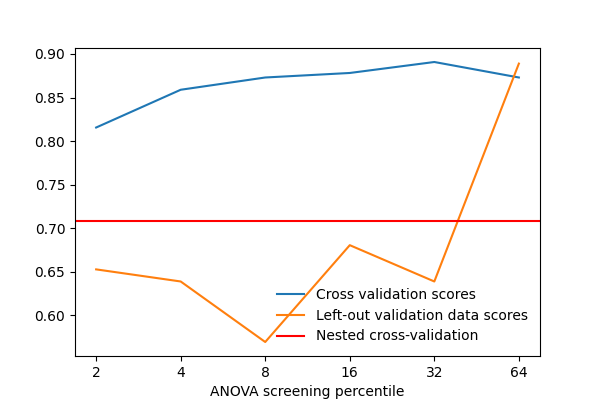 0.90
0.85
0.80
0.75
0.70
0.65
0.60
Cross validation scores
Left-out validation data scores
Nested cross-validation
2 4 8 16 32 64
ANOVA screening percentile